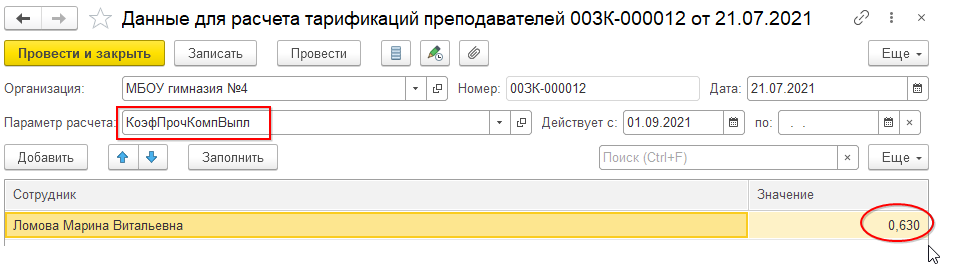 Данные для расчета тарификаций преподавателей 00ЗК-000012 от 21.07.2021
Провести и закрыть Записать Провести Еще
Организация: МБОУ гимназия №4 Номер: 00ЗК-000012 Дата: 21.07.2021
Параметр расчета: КоэфПрочКомпВыпл Действует с: 01.09.2021 по: . .
Добавить Заполнить Поиск (Ctrl+F) × Еще
Сотрудник Значение
Ломова Марина Витальевна 0,630